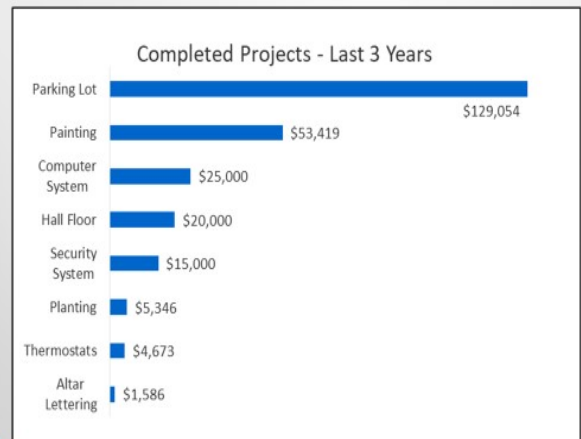 Completed Projects - Last 3 Years
Parking Lot
$129,054
Painting
$53,419
Computer
System
$25,000
Hall Floor
$20,000
Security
System
$15,000
Planting
$5,346
Thermostats
$4,673
Altar
Lettering
$1,586